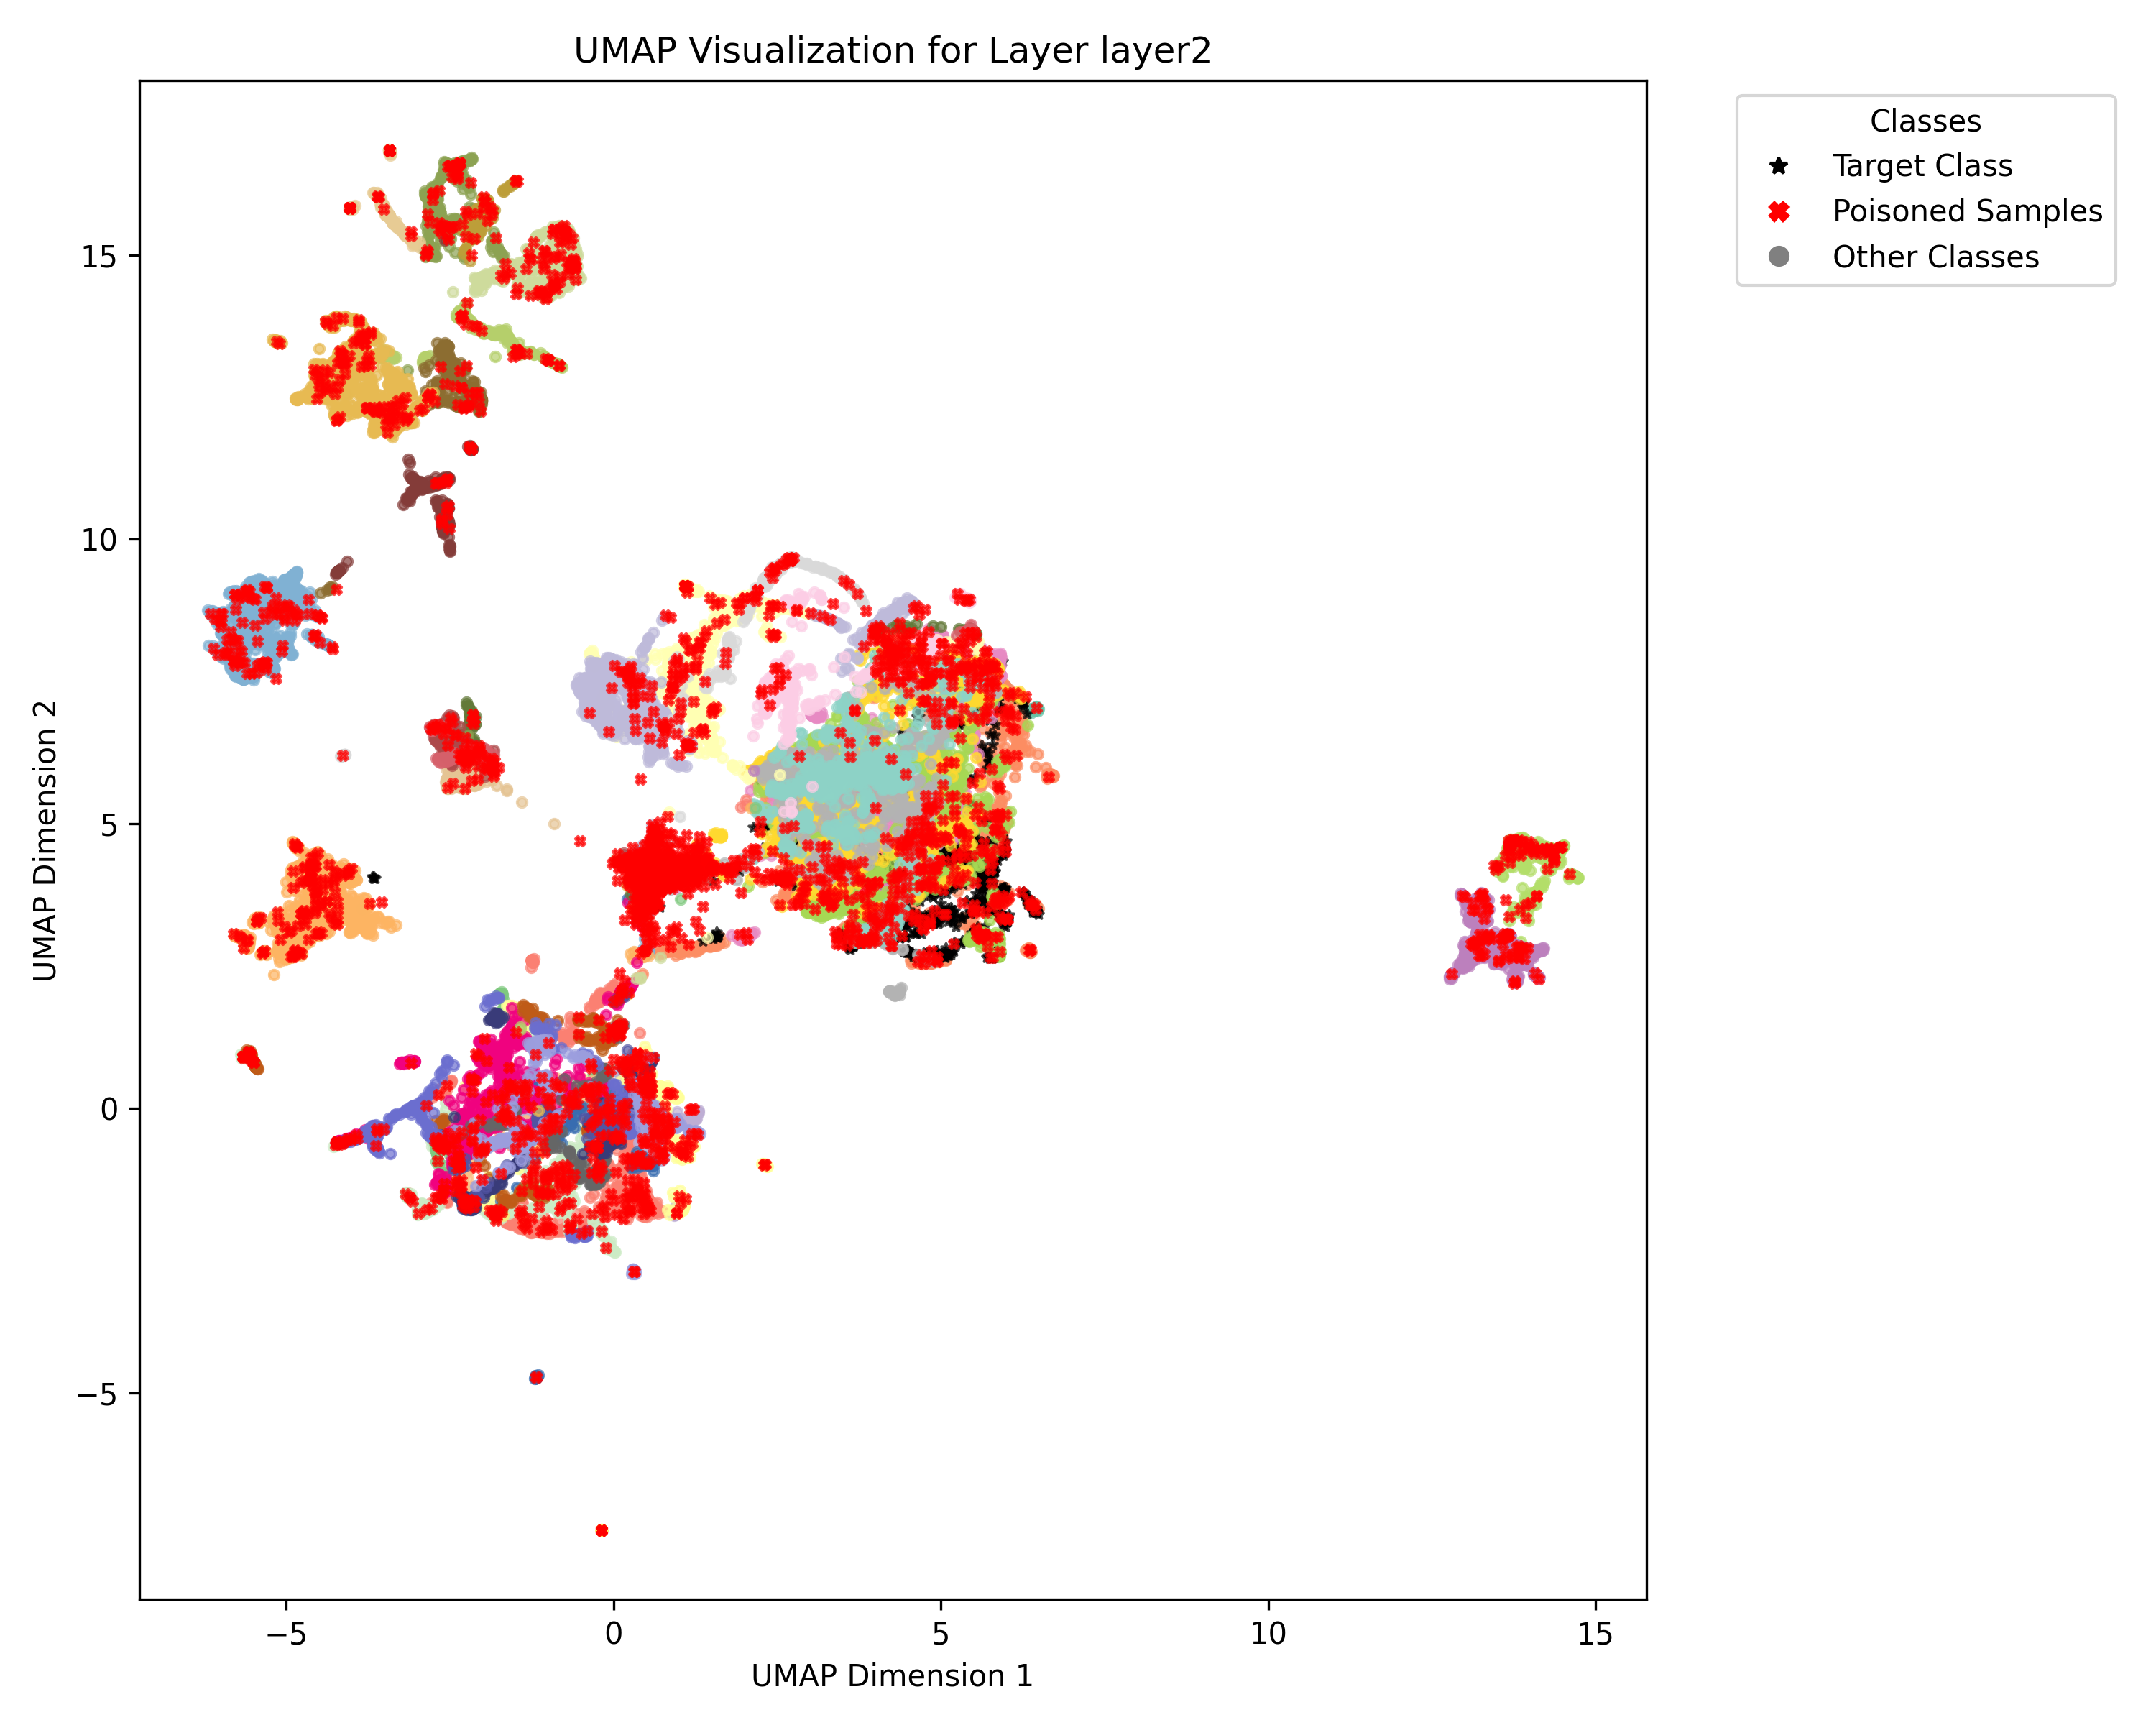 UMAP Visualization for Layer layer2
Classes
Target Class
Poisoned Samples
Other Classes
15
10
5
0
−5
UMAP Dimension 2
−5
0
5
10
15
UMAP Dimension 1